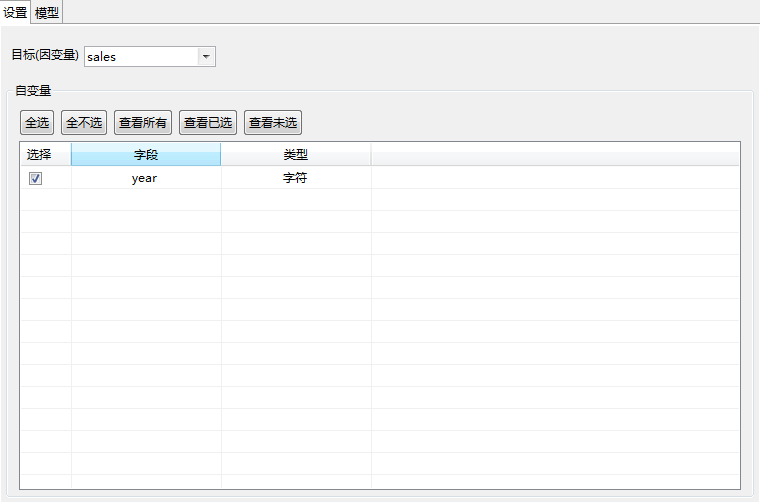 设置 模型
目标(因变量) sales
自变量
全选 全不选 查看所有 查看已选 查看未选
选择 字段 类型
year 字符